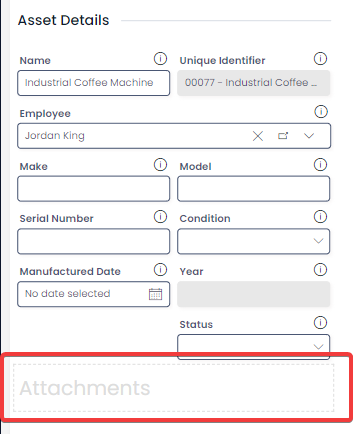 Asset Details
Name
Unique Identifier
Industrial Coffee Machine
00077 - Industrial Coffee ...
Employee
Jordan King
Make
Model
Serial Number
Condition
Manufactured Date
Year
No date selected
Status
Attachments